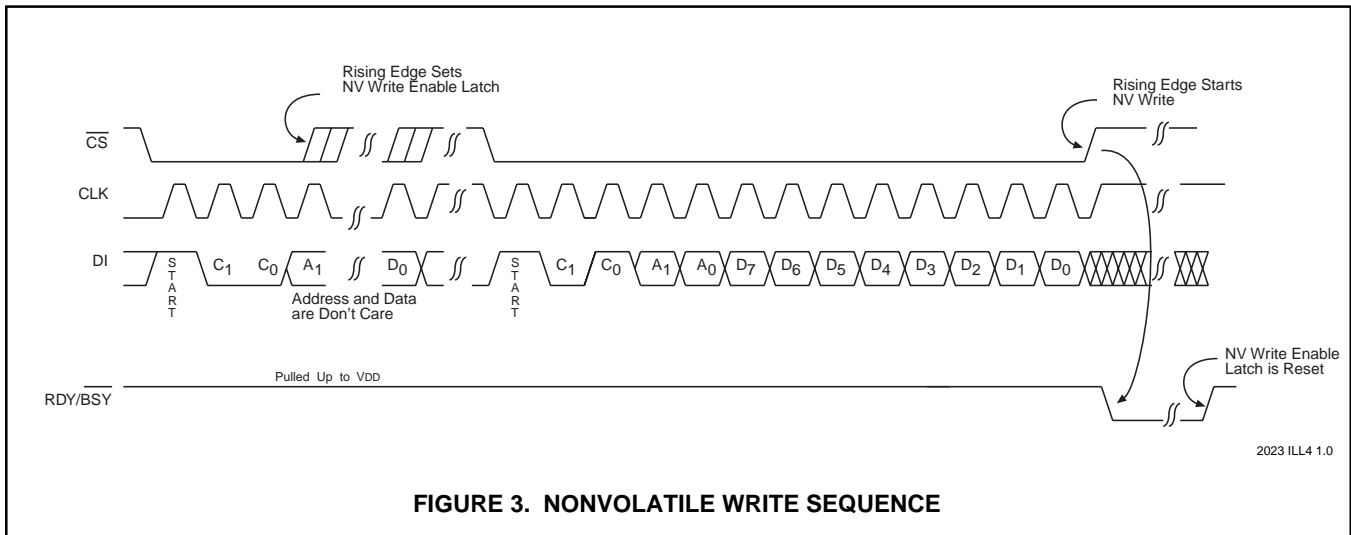 Rising Edge Sets
NV Write Enable Latch
Rising Edge Starts
NV Write
CS
CLK
DI
START
C1
C0
A1
D0
START
C1
C0
A1
A0
D7
D6
D5
D4
D3
D2
D1
D0
Address and Data
are Don't Care
Pulled Up to VDD
RDY/BSY
NV Write Enable
Latch is Reset
2023 ILL4 1.0
FIGURE 3. NONVOLATILE WRITE SEQUENCE